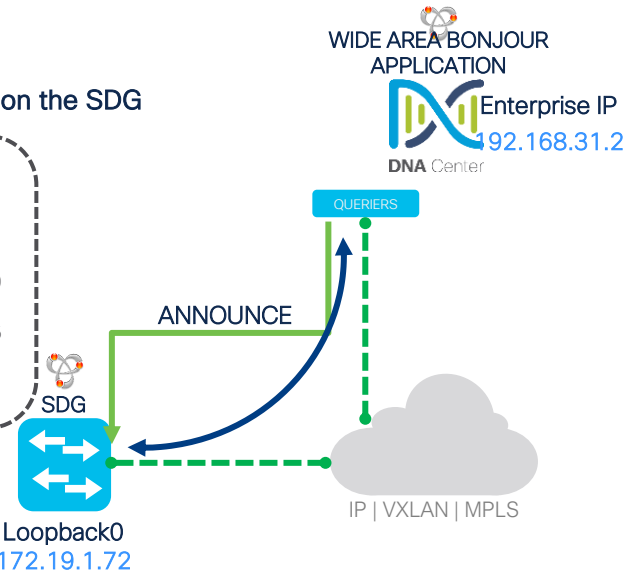 WIDE AREA BONJOUR
APPLICATION
on the SDG
Enterprise IP
192.168.31.2
DNA Center
QUERIERS
ANNOUNCE
SDG
IP | VXLAN | MPLS
Loopback0
172.19.1.72